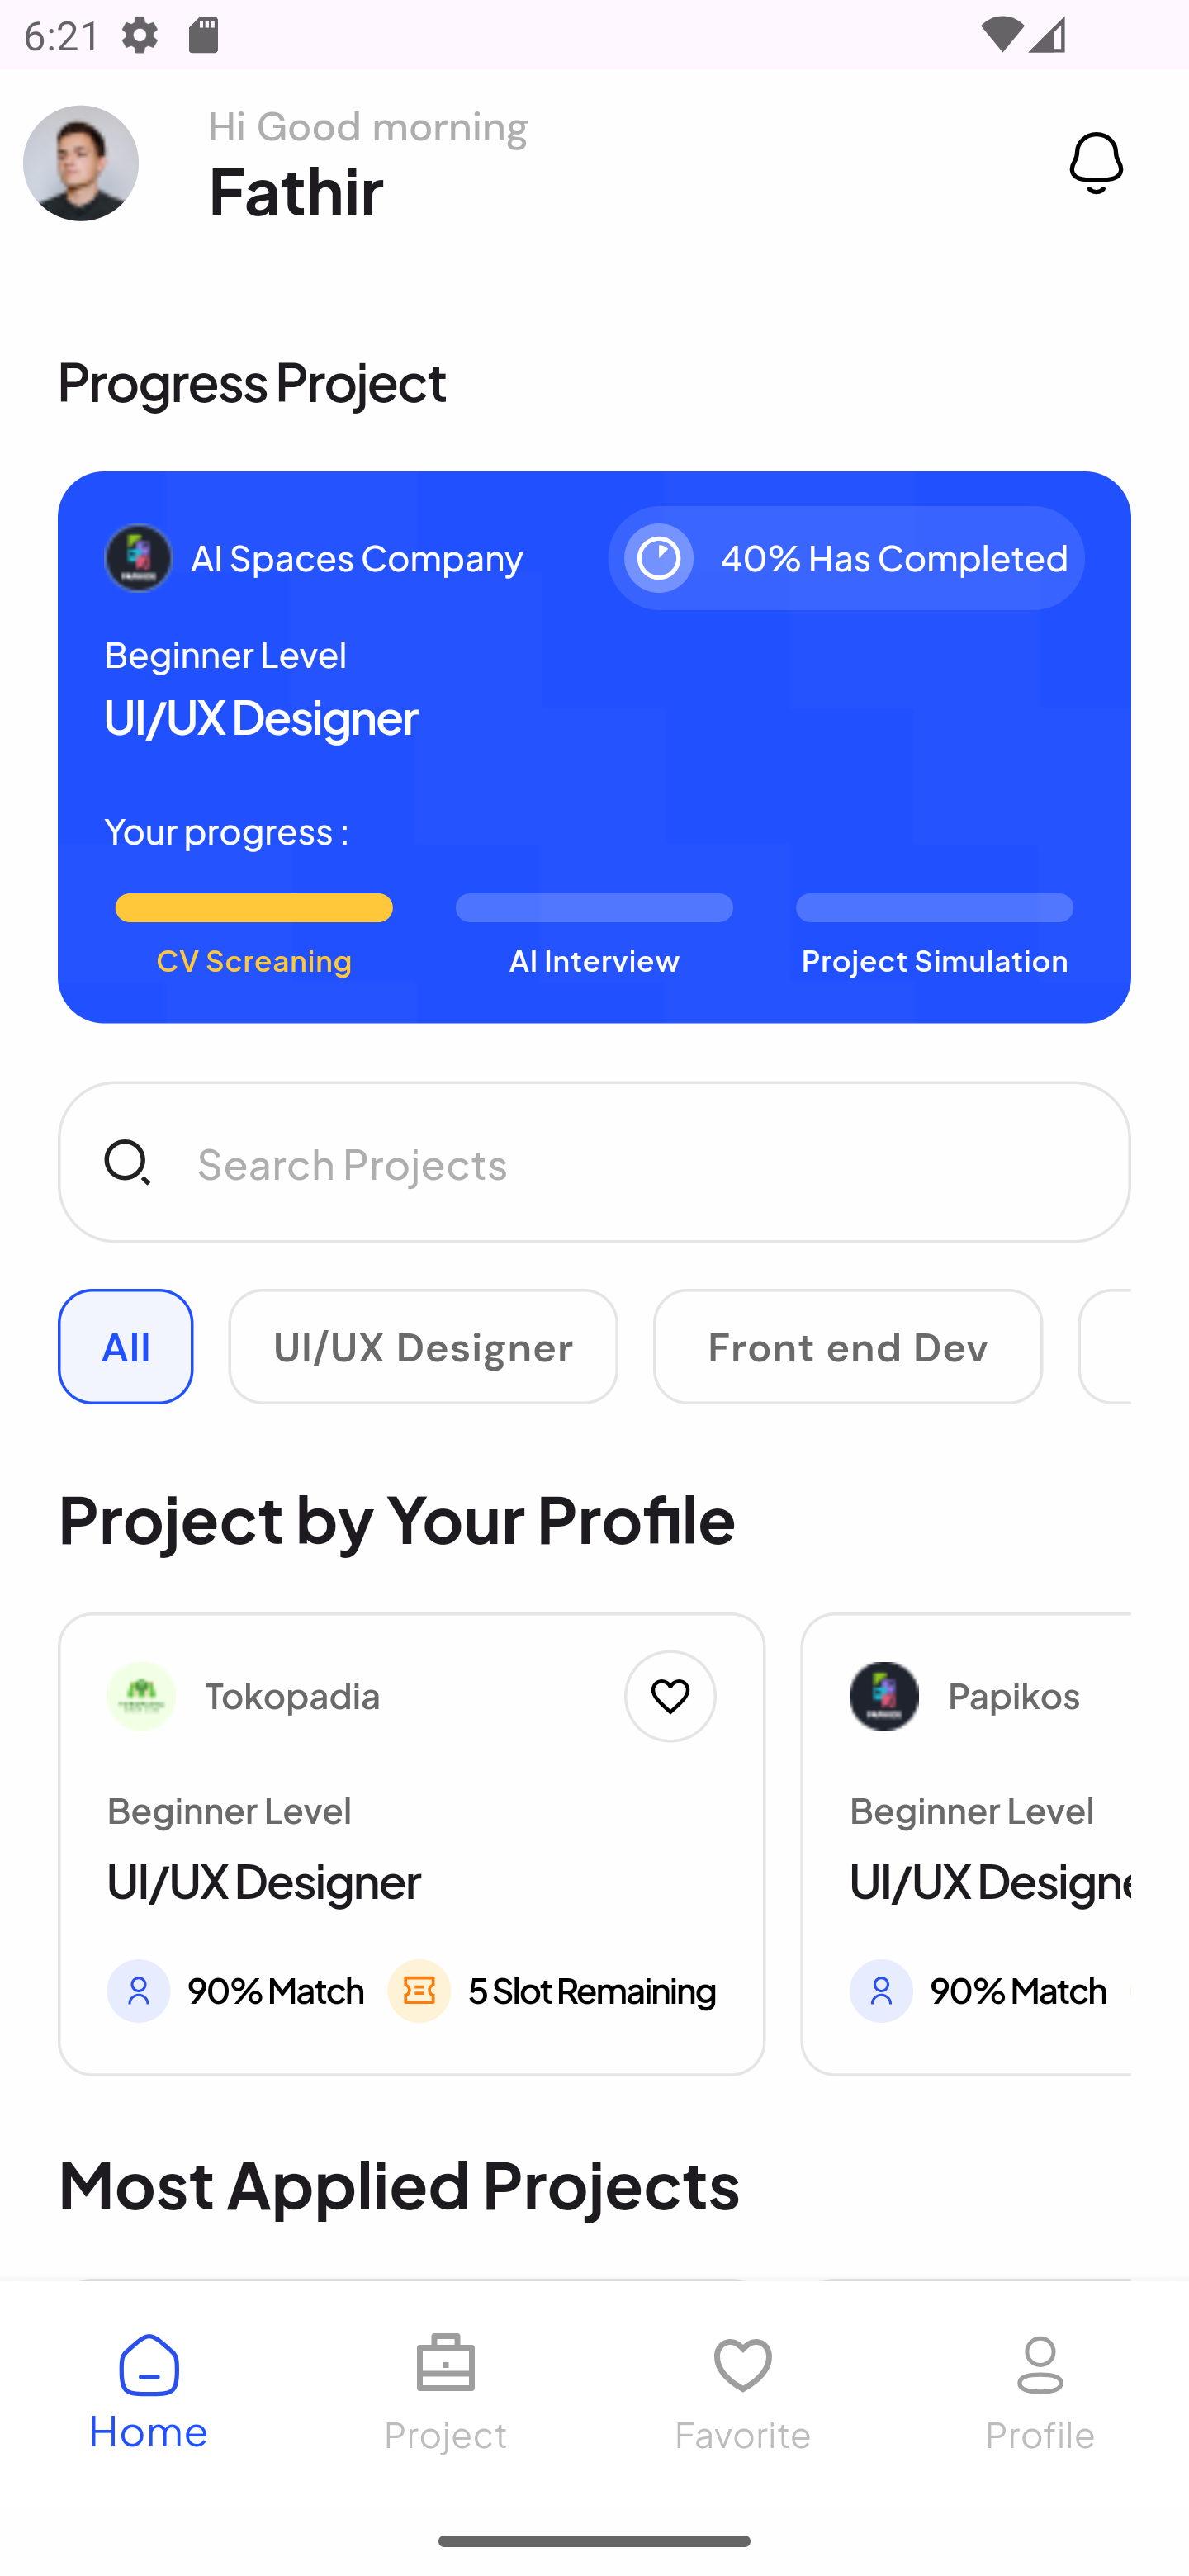 6:21
Hi Good morning
Fathir
Progress Project
AI Spaces Company
40% Has Completed
Beginner Level
UI/UX Designer
Your progress :
CV Screaning
AI Interview
Project Simulation
Search Projects
All
UI/UX Designer
Front end Dev
Project by Your Profile
Tokopadia
Papikos
Beginner Level
Beginner Level
UI/UX Designer
UI/UX Designe
90% Match
5 Slot Remaining
90% Match
Most Applied Projects
Home
Project
Favorite
Profile